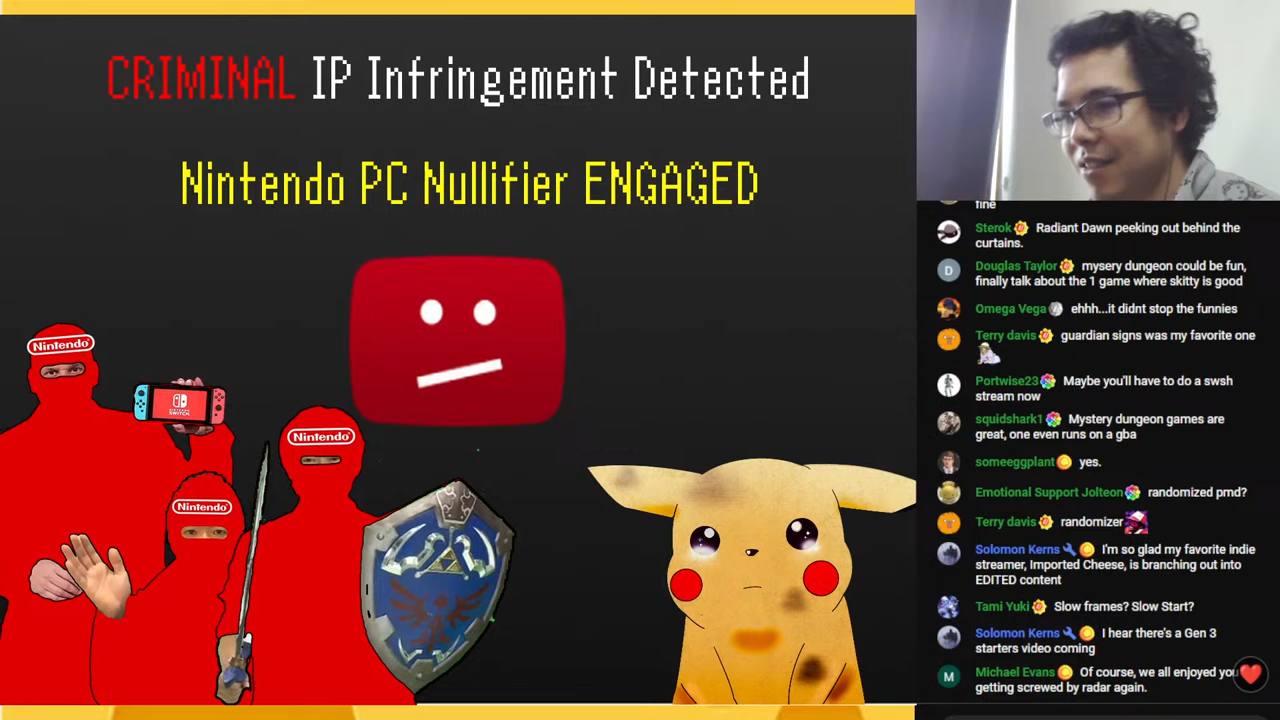 CRIMINAL IP Infringement Detected
Nintendo PC Nullifier ENGAGED
Nintendo
NINTENDO
SWITCH
Nintendo
Nintendo
fine
Sterok Radiant Dawn peeking out behind the
curtains.
D
Douglas Taylor mysery dungeon could be fun,
finally talk about the 1 game where skitty is good
Omega Vega ehhh...it didnt stop the funnies
Terry davis guardian signs was my favorite one
Portwise23 Maybe you'll have to do a swsh
stream now
squidshark1 Mystery dungeon games are
great, one even runs on a gba
someeggplant yes.
Emotional Support Jolteon randomized pmd?
Terry davis randomizer
Solomon Kerns I'm so glad my favorite indie
streamer, Imported Cheese, is branching out into
EDITED content
Tami Yuki Slow frames? Slow Start?
Solomon Kerns I hear there's a Gen 3
starters video coming
M
Michael Evans Of course, we all enjoyed you
getting screwed by radar again.